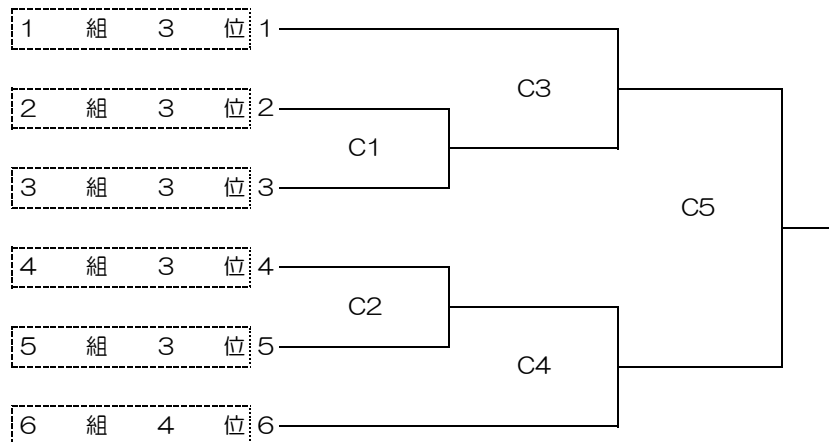 1 組 3 位 1
C3
2 組 3 位 2
C1
3 組 3 位 3
C5
4 組 3 位 4
C2
5 組 3 位 5
C4
6 組 4 位 6